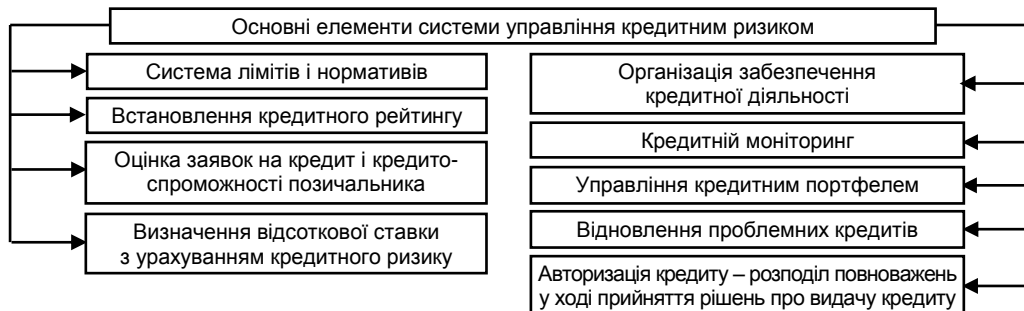 Основні елементи системи управління кредитним ризиком
Система лімітів і нормативів
Встановлення кредитного рейтингу
Оцінка заявок на кредит і кредито-
спроможності позичальника
Визначення відсоткової ставки
з урахуванням кредитного ризику
Організація забезпечення
кредитної діяльності
Кредитній моніторинг
Управління кредитним портфелем
Відновлення проблемних кредитів
Авторизація кредиту – розподіл повноважень
у ході прийняття рішень про видачу кредиту